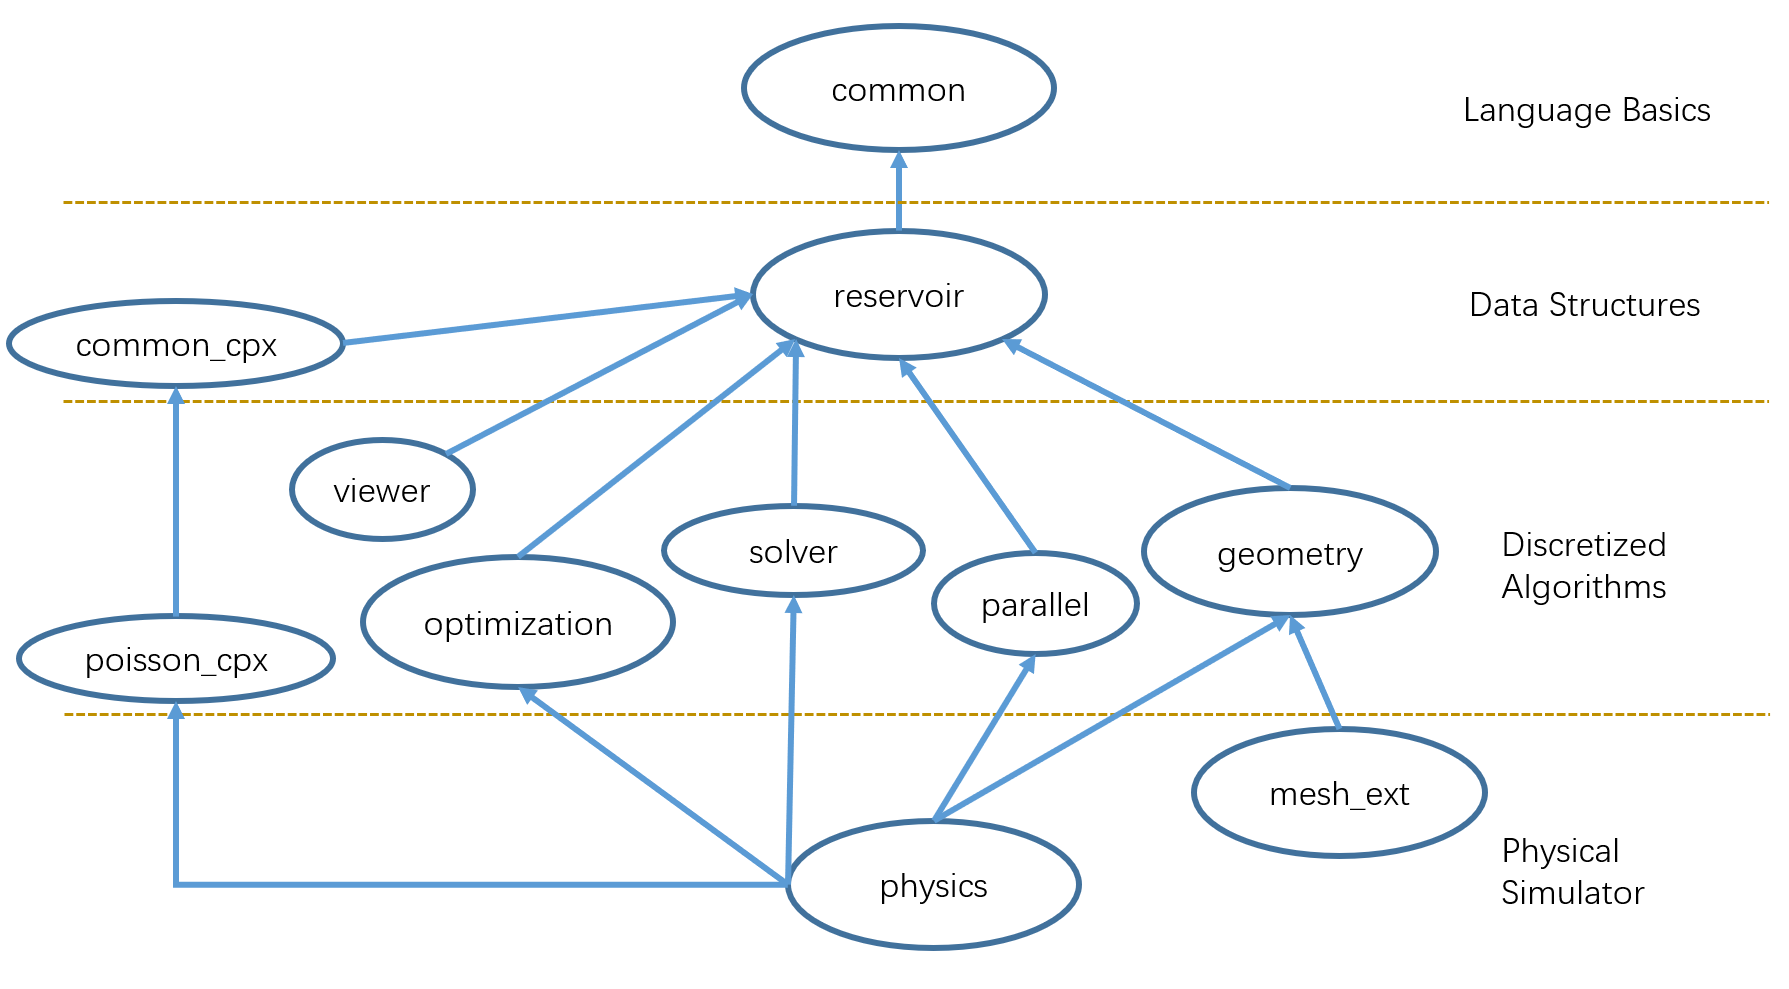 common
Language Basics
reservoir
Data Structures
common_cpx
viewer
solver
geometry
Discretized
Algorithms
parallel
optimization
poisson_cpx
mesh_ext
physics
Physical
Simulator